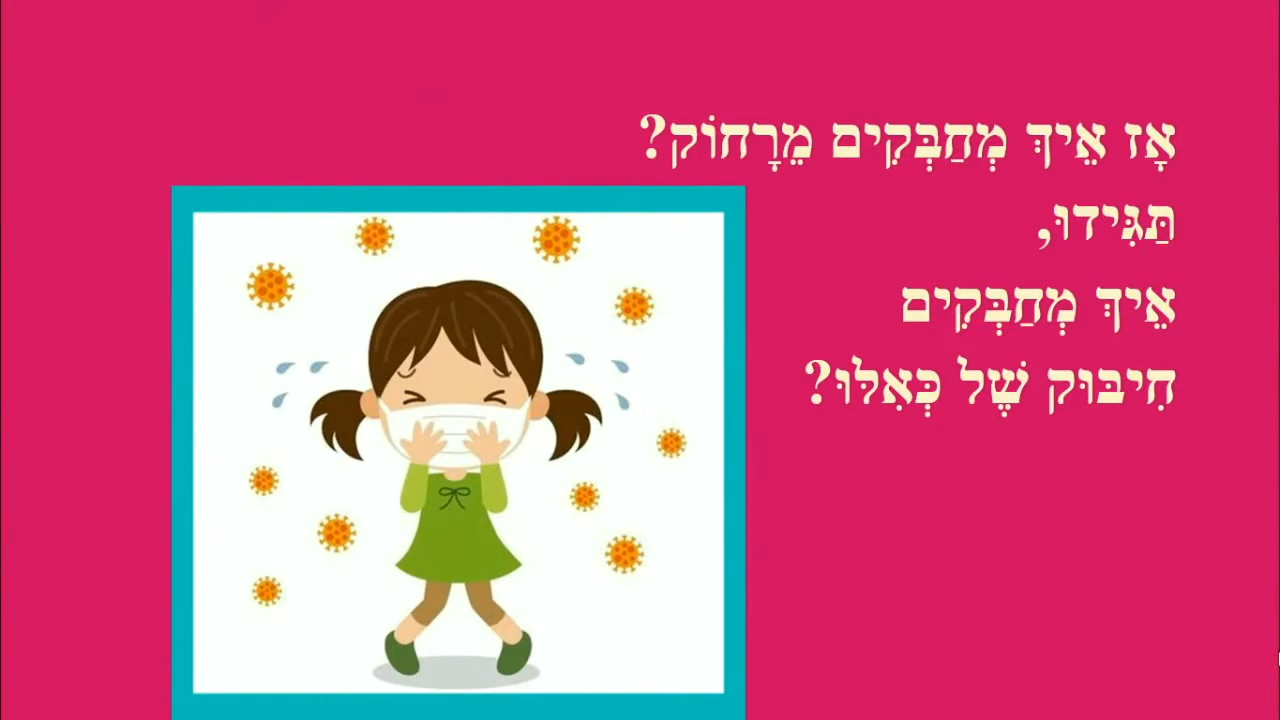 אָז אֵיךְ מְחַבְּקִים מֵרָחוֹק?
תַּגִּידוּ,
אֵיךְ מְחַבְּקִים
חִיבּוּק שֶׁל כְּאִלּוּ?